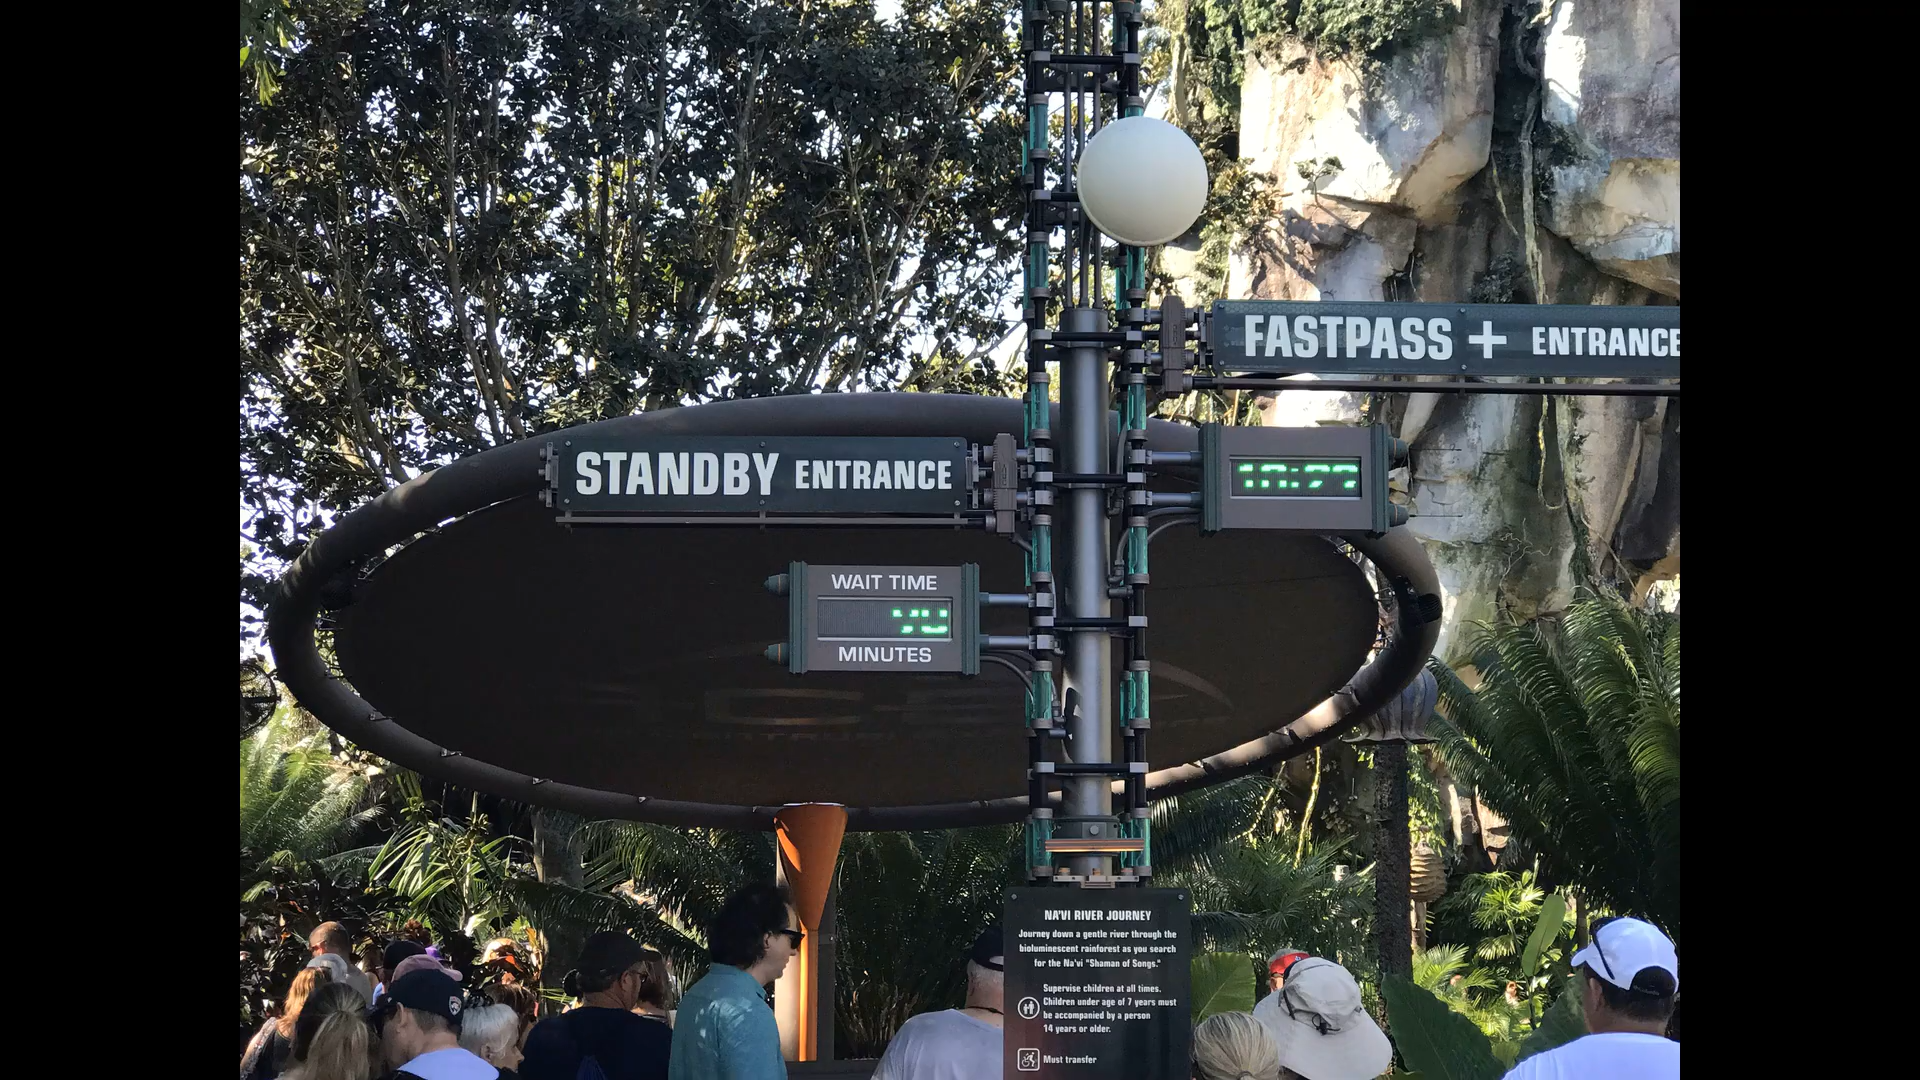 FASTPASS + ENTRANCE
STANDBY ENTRANCE
WAIT TIME
MINUTES
NA'VI RIVER JOURNEY
Journey down a gentle river through the
bioluminescent rainforest as you search
for the Na'vi "Shaman of Songs."
Supervise children at all times.
Children under age of 7 years must
be accompanied by a person
14 years or older.
Must transfer